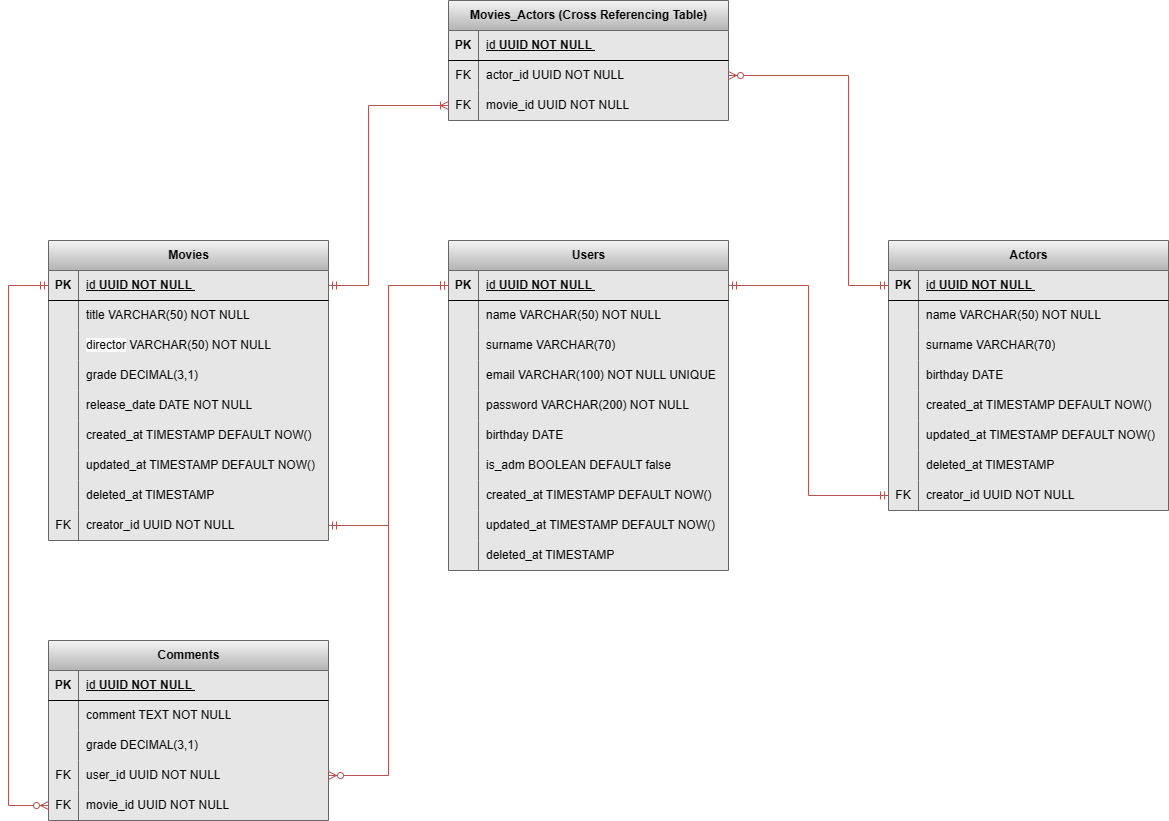 Movies_Actors (Cross Referencing Table)
PK id UUID NOT NULL
FK actor_id UUID NOT NULL
FK movie_id UUID NOT NULL
Movies
PK id UUID NOT NULL
title VARCHAR(50) NOT NULL
director VARCHAR(50) NOT NULL
grade DECIMAL(3,1)
release_date DATE NOT NULL
created_at TIMESTAMP DEFAULT NOW()
updated_at TIMESTAMP DEFAULT NOW()
deleted_at TIMESTAMP
FK creator_id UUID NOT NULL
Users
PK id UUID NOT NULL
name VARCHAR(50) NOT NULL
surname VARCHAR(70)
email VARCHAR(100) NOT NULL UNIQUE
password VARCHAR(200) NOT NULL
birthday DATE
is_adm BOOLEAN DEFAULT false
created_at TIMESTAMP DEFAULT NOW()
updated_at TIMESTAMP DEFAULT NOW()
deleted_at TIMESTAMP
Actors
PK id UUID NOT NULL
name VARCHAR(50) NOT NULL
surname VARCHAR(70)
birthday DATE
created_at TIMESTAMP DEFAULT NOW()
updated_at TIMESTAMP DEFAULT NOW()
deleted_at TIMESTAMP
FK creator_id UUID NOT NULL
Comments
PK id UUID NOT NULL
comment TEXT NOT NULL
grade DECIMAL(3,1)
FK user_id UUID NOT NULL
FK movie_id UUID NOT NULL